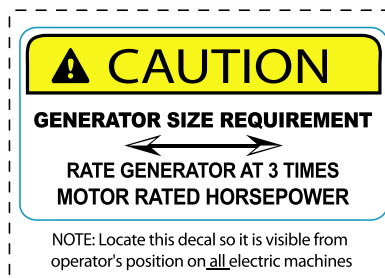 CAUTION
GENERATOR SIZE REQUIREMENT
RATE GENERATOR AT 3 TIMES
MOTOR RATED HORSEPOWER
NOTE: Locate this decal so it is visible from
operator's position on all electric machines